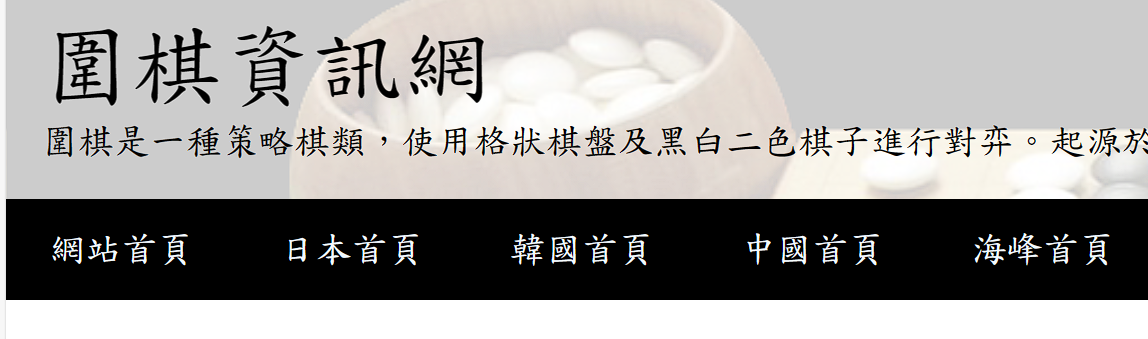 圍棋資訊網
圍棋是一種策略棋類，使用格狀棋盤及黑白二色棋子進行對弈。起源於
網站首頁 日本首頁 韓國首頁 中國首頁 海峰首頁